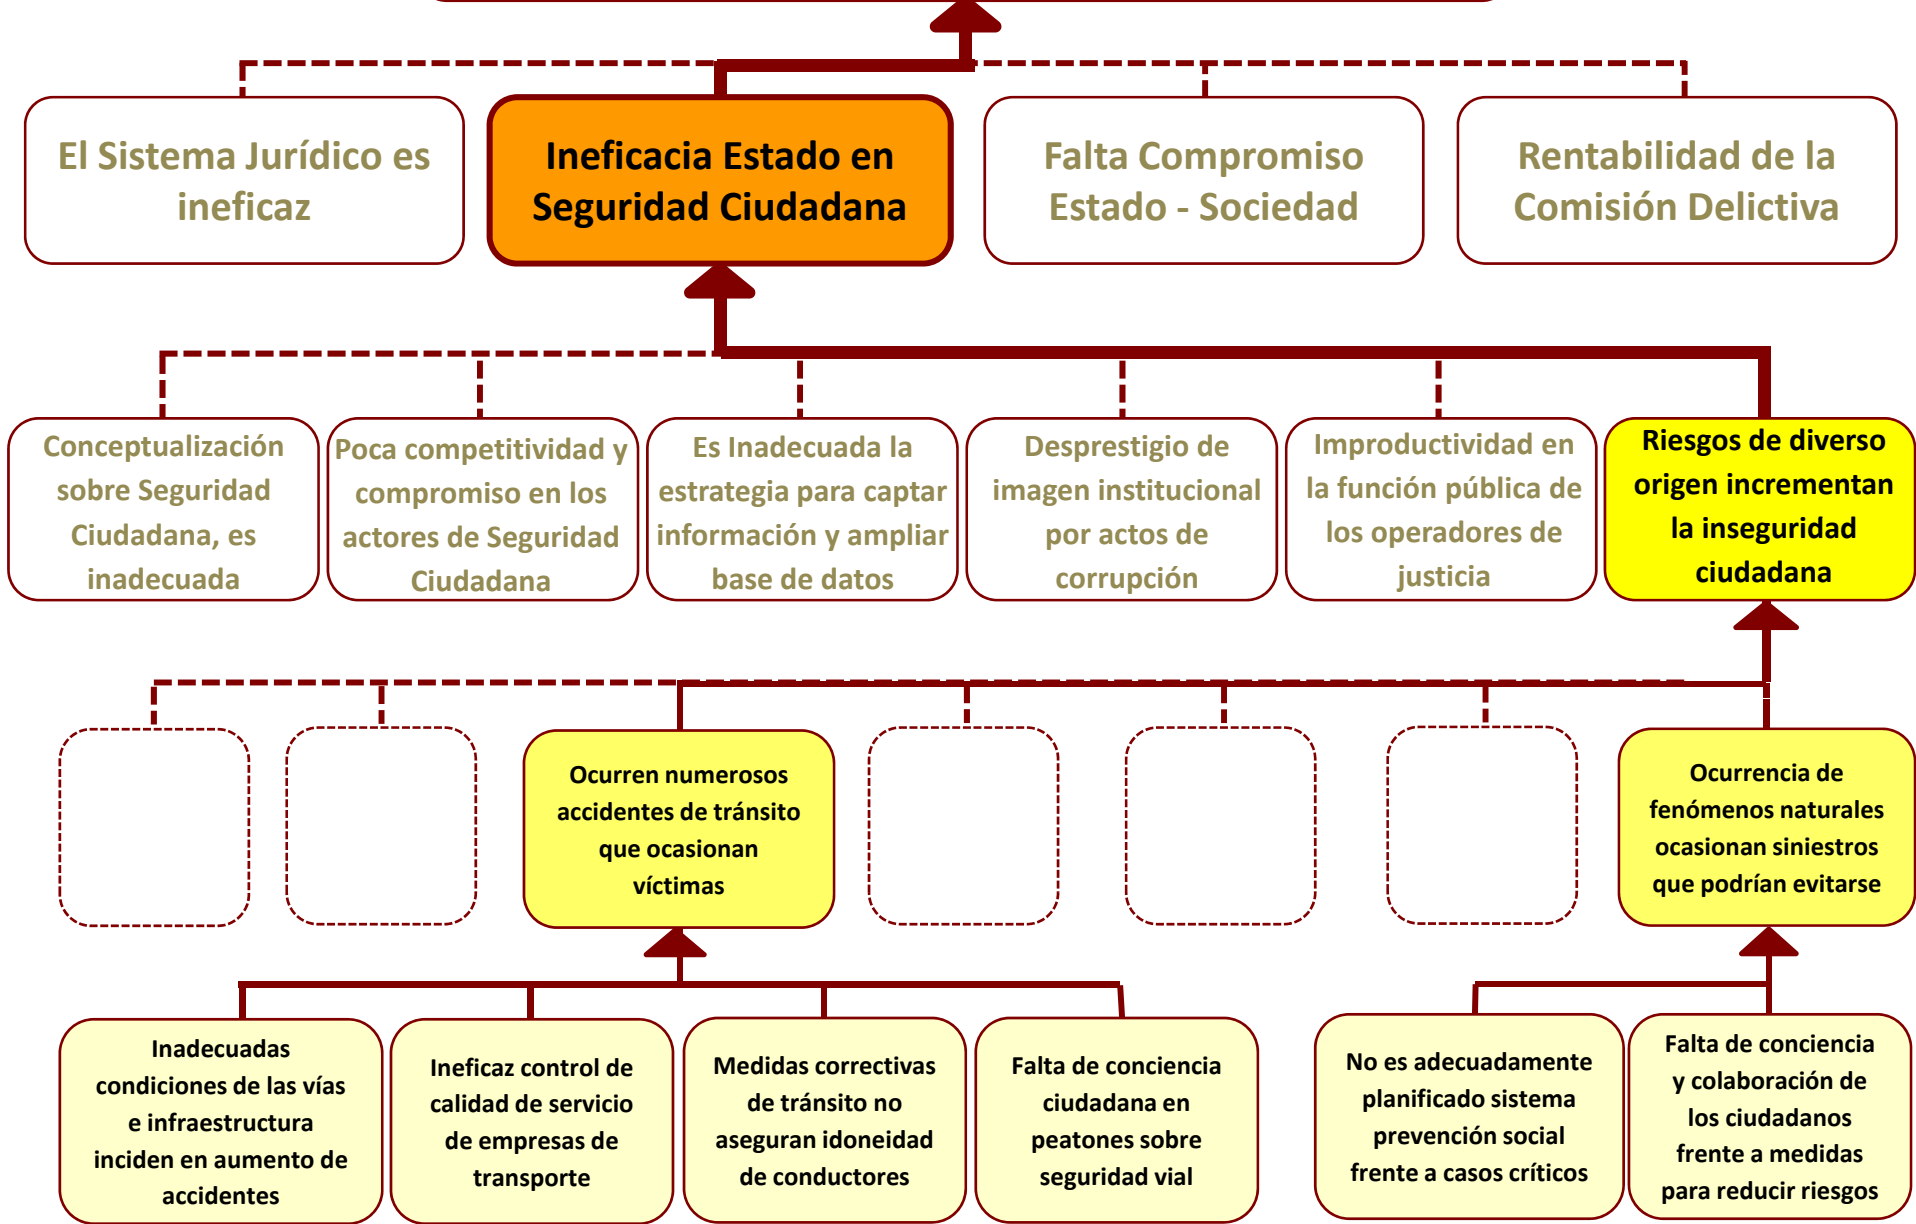 El Sistema Jurídico es
ineficaz
Ineficacia Estado en
Seguridad Ciudadana
Falta Compromiso
Estado - Sociedad
Rentabilidad de la
Comisión Delictiva
Conceptualización
sobre Seguridad
Ciudadana, es
inadecuada
Poca competitividad y
compromiso en los
actores de Seguridad
Ciudadana
Es Inadecuada la
estrategia para captar
información y ampliar
base de datos
Desprestigio de
imagen institucional
por actos de
corrupción
Improductividad en
la función pública de
los operadores de
justicia
Riesgos de diverso
origen incrementan
la inseguridad
ciudadana
Ocurren numerosos
accidentes de tránsito
que ocasionan
víctimas
Ocurrencia de
fenómenos naturales
ocasionan siniestros
que podrían evitarse
Inadecuadas
condiciones de las vías
e infraestructura
inciden en aumento de
accidentes
Ineficaz control de
calidad de servicio
de empresas de
transporte
Medidas correctivas
de tránsito no
aseguran idoneidad
de conductores
Falta de conciencia
ciudadana en
peatones sobre
seguridad vial
No es adecuadamente
planificado sistema
prevención social
frente a casos críticos
Falta de conciencia
y colaboración de
los ciudadanos
frente a medidas
para reducir riesgos